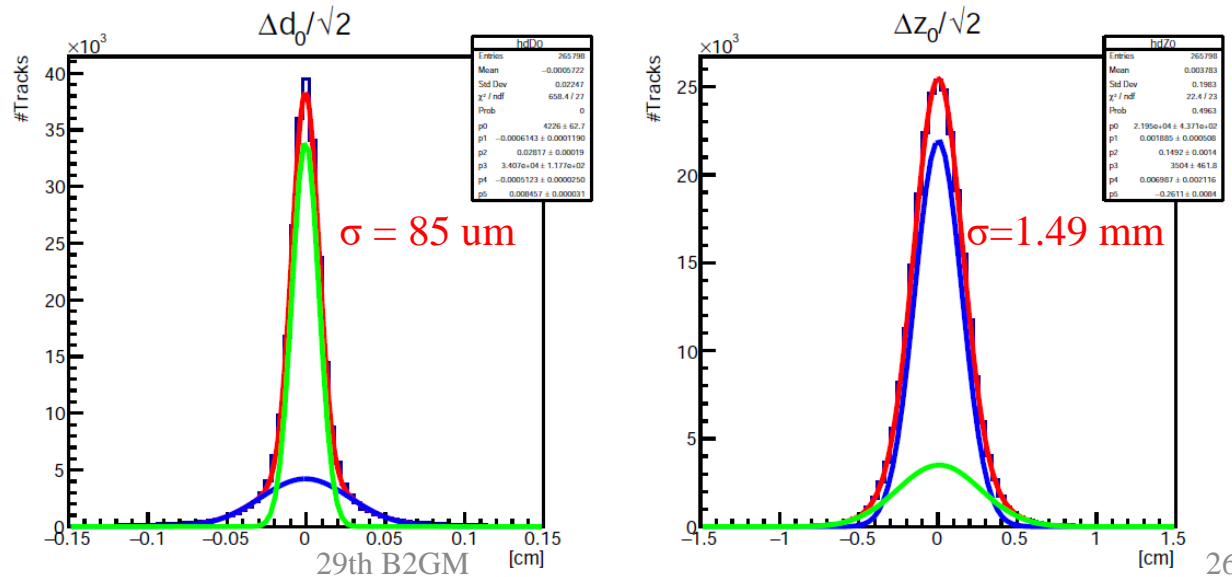 Δd₀/√2
×10³
#Tracks
40
35
30
25
20
15
10
5
0
−0.15
−0.1
−0.05
0
0.05
0.1
0.15
[cm]
hdDo
Entries 265798
Mean −0.0005722
Std Dev 0.02247
χ² / ndf 658.4 / 27
Prob 0
p0 4226 ± 62.7
p1 −0.0006143 ± 0.0001190
p2 0.02817 ± 0.00019
p3 3.407e+04 ± 1.177e+02
p4 −0.0005123 ± 0.0000250
p5 0.008457 ± 0.000031
σ = 85 um
Δz₀/√2
×10³
#Tracks
25
20
15
10
5
0
−1.5
−1
−0.5
0
0.5
1
1.5
[cm]
hdZo
Entries 265798
Mean 0.003783
Std Dev 0.1983
χ² / ndf 22.4 / 23
Prob 0.4963
p0 2.195e+04 ± 4.371e+02
p1 0.001885 ± 0.000508
p2 0.1492 ± 0.0014
p3 3504 ± 461.8
p4 0.006987 ± 0.002116
p5 −0.2611 ± 0.0084
σ=1.49 mm
29th B2GM
26